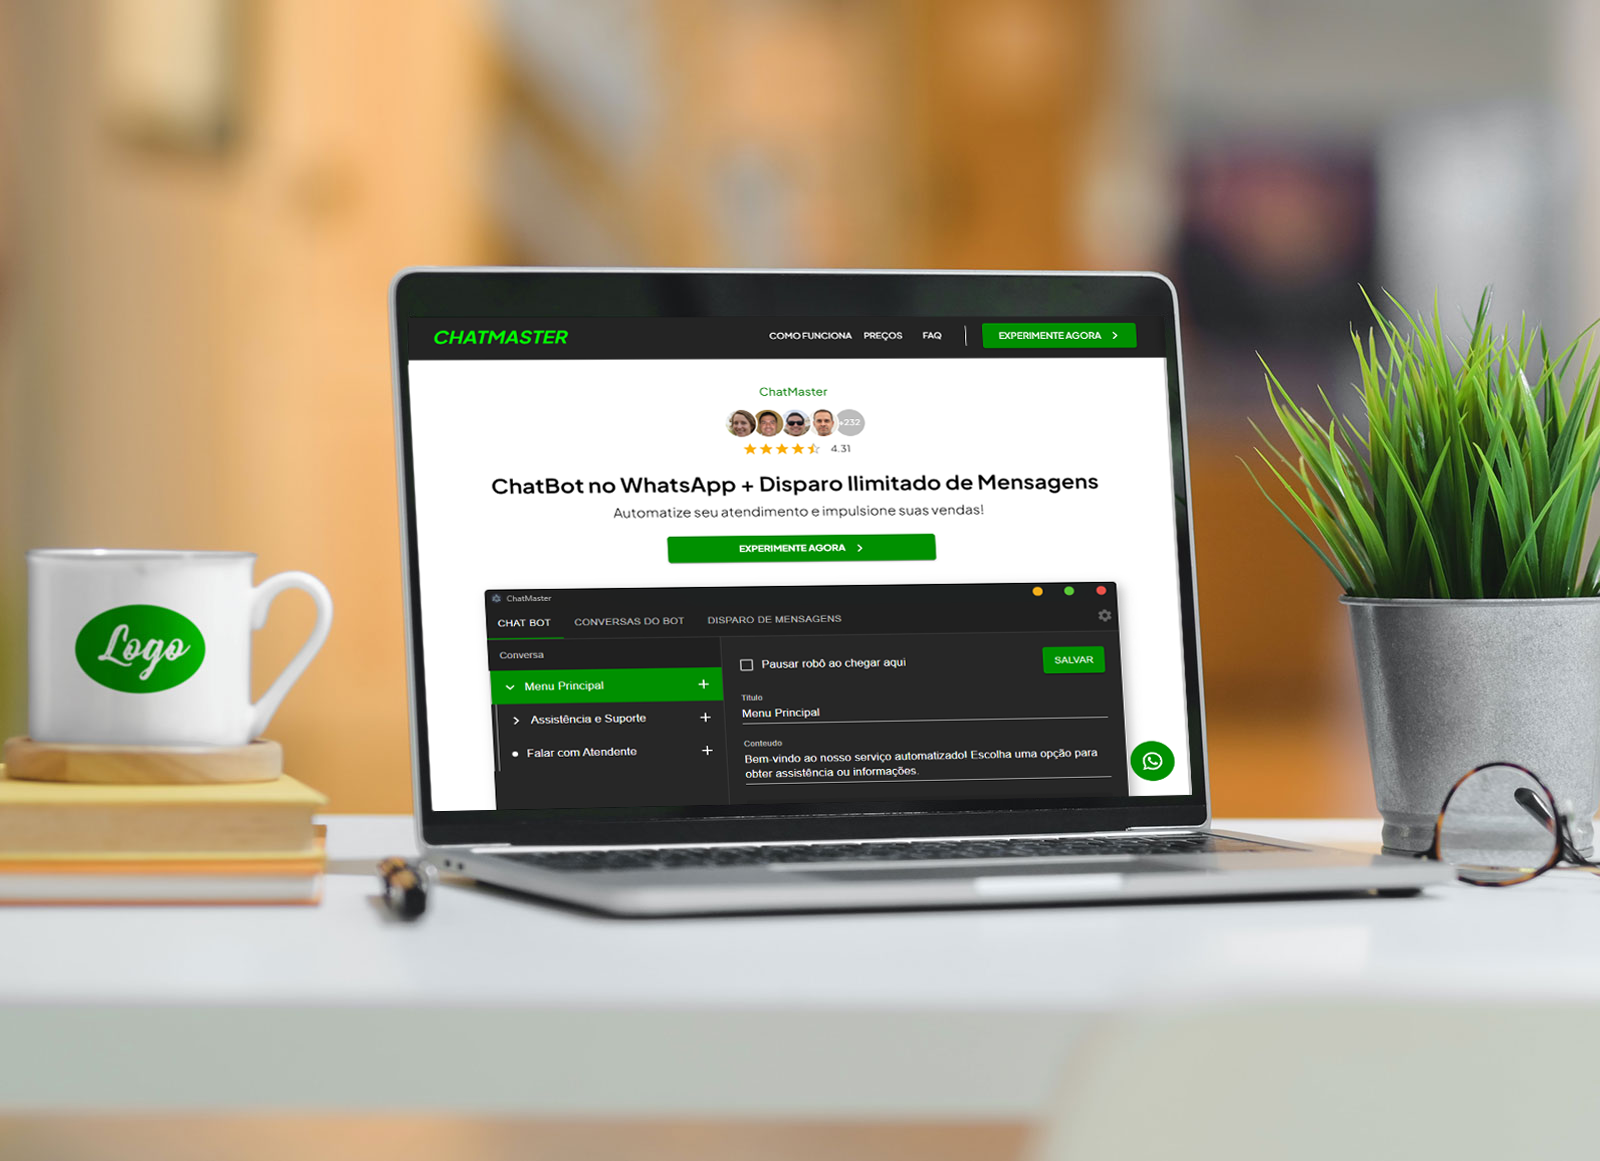 CHATMASTER
COMO FUNCIONA PREÇOS FAQ EXPERIMENTE AGORA
ChatMaster
+232
4.31
ChatBot no WhatsApp + Disparo Ilimitado de Mensagens
Automatize seu atendimento e impulsione suas vendas!
EXPERIMENTE AGORA
ChatMaster
CHAT BOT CONVERSAS DO BOT DISPARO DE MENSAGENS
Conversa
Menu Principal
Assistência e Suporte
Falar com Atendente
Pausar robô ao chegar aqui
SALVAR
Título
Menu Principal
Conteudo
Bem-vindo ao nosso serviço automatizado! Escolha uma opção para
obter assistência ou informações.
Logo